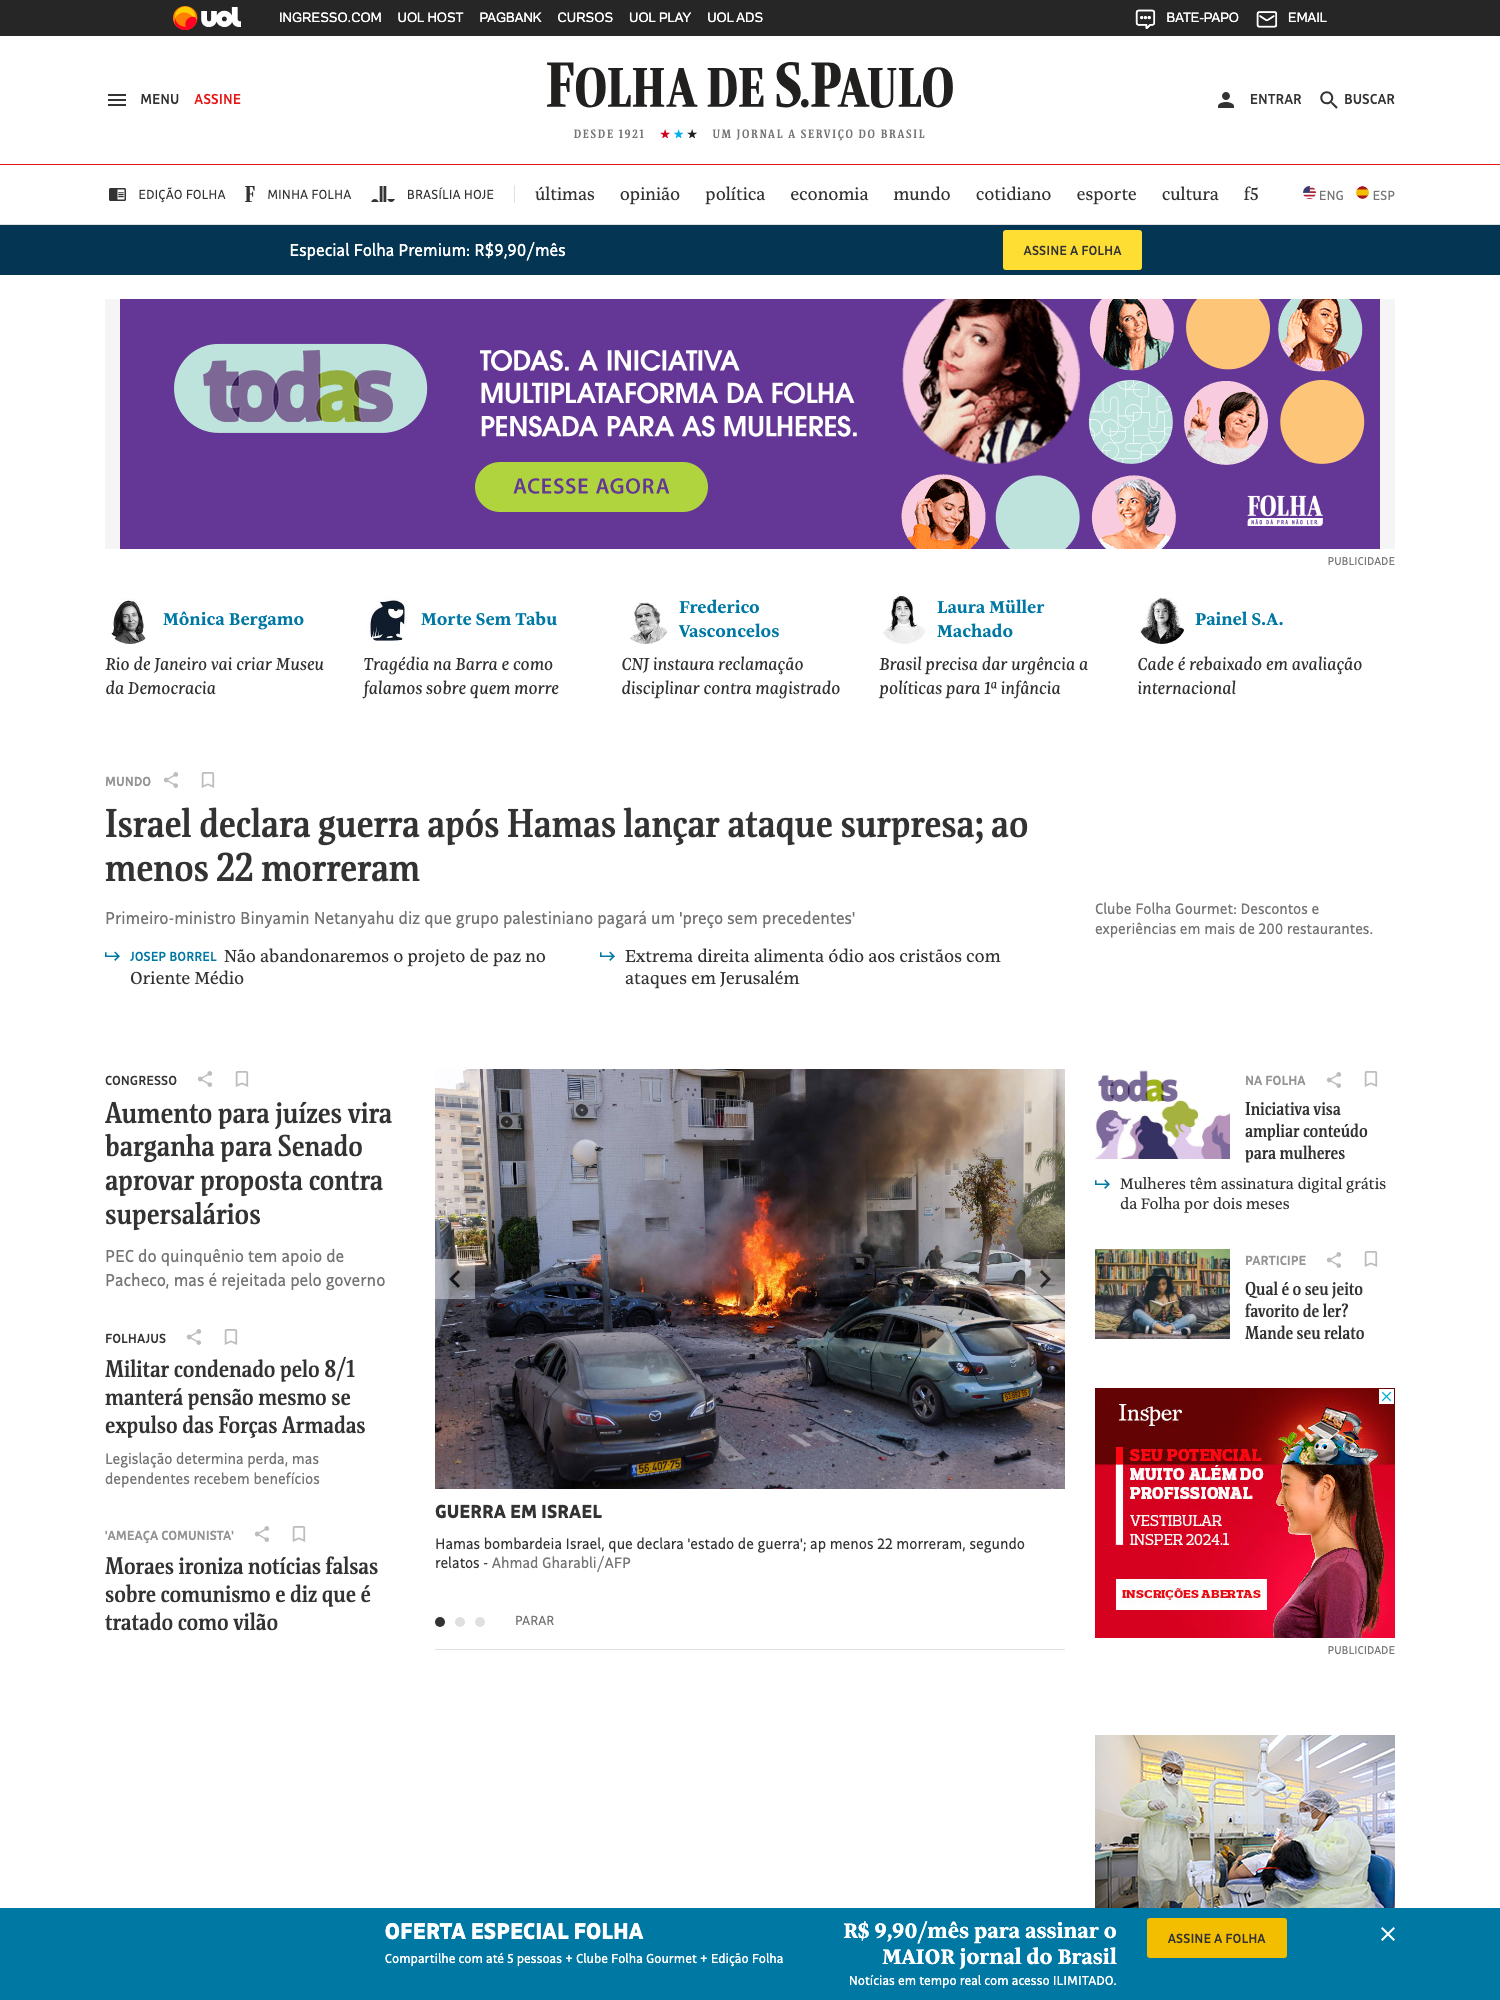 uol INGRESSO.COM UOL HOST PAGBANK CURSOS UOL PLAY UOL ADS BATE-PAPO EMAIL
MENU ASSINE
FOLHA DE S.PAULO
DESDE 1921 ★★★ UM JORNAL A SERVIÇO DO BRASIL
ENTRAR BUSCAR
EDIÇÃO FOLHA F MINHA FOLHA BRASÍLIA HOJE últimas opinião política economia mundo cotidiano esporte cultura f5 ENG ESP
Especial Folha Premium: R$9,90/mês ASSINE A FOLHA
todas
TODAS. A INICIATIVA
MULTIPLATAFORMA DA FOLHA
PENSADA PARA AS MULHERES.
ACESSE AGORA
FOLHA
NÃO DÁ PRA NÃO LER
PUBLICIDADE
Mônica Bergamo
Rio de Janeiro vai criar Museu
da Democracia
Morte Sem Tabu
Tragédia na Barra e como
falamos sobre quem morre
Frederico
Vasconcelos
CNJ instaura reclamação
disciplinar contra magistrado
Laura Müller
Machado
Brasil precisa dar urgência a
políticas para 1ª infância
Painel S.A.
Cade é rebaixado em avaliação
internacional
MUNDO
Israel declara guerra após Hamas lançar ataque surpresa; ao
menos 22 morreram
Primeiro-ministro Binyamin Netanyahu diz que grupo palestiniano pagará um 'preço sem precedentes'
JOSEP BORREL Não abandonaremos o projeto de paz no
Oriente Médio
Extrema direita alimenta ódio aos cristãos com
ataques em Jerusalém
Clube Folha Gourmet: Descontos e
experiências em mais de 200 restaurantes.
CONGRESSO
Aumento para juízes vira
barganha para Senado
aprovar proposta contra
supersalários
PEC do quinquênio tem apoio de
Pacheco, mas é rejeitada pelo governo
FOLHAJUS
Militar condenado pelo 8/1
manterá pensão mesmo se
expulso das Forças Armadas
Legislação determina perda, mas
dependentes recebem benefícios
'AMEAÇA COMUNISTA'
Moraes ironiza notícias falsas
sobre comunismo e diz que é
tratado como vilão
56 407 75
GUERRA EM ISRAEL
Hamas bombardeia Israel, que declara 'estado de guerra'; ap menos 22 morreram, segundo
relatos - Ahmad Gharabli/AFP
PARAR
todas
NA FOLHA
Iniciativa visa
ampliar conteúdo
para mulheres
Mulheres têm assinatura digital grátis
da Folha por dois meses
PARTICIPE
Qual é o seu jeito
favorito de ler?
Mande seu relato
Insper
SEU POTENCIAL
MUITO ALÉM DO
PROFISSIONAL
VESTIBULAR
INSPER 2024.1
INSCRIÇÕES ABERTAS
PUBLICIDADE
OFERTA ESPECIAL FOLHA
Compartilhe com até 5 pessoas + Clube Folha Gourmet + Edição Folha
R$ 9,90/mês para assinar o
MAIOR jornal do Brasil
Notícias em tempo real com acesso ILIMITADO.
ASSINE A FOLHA